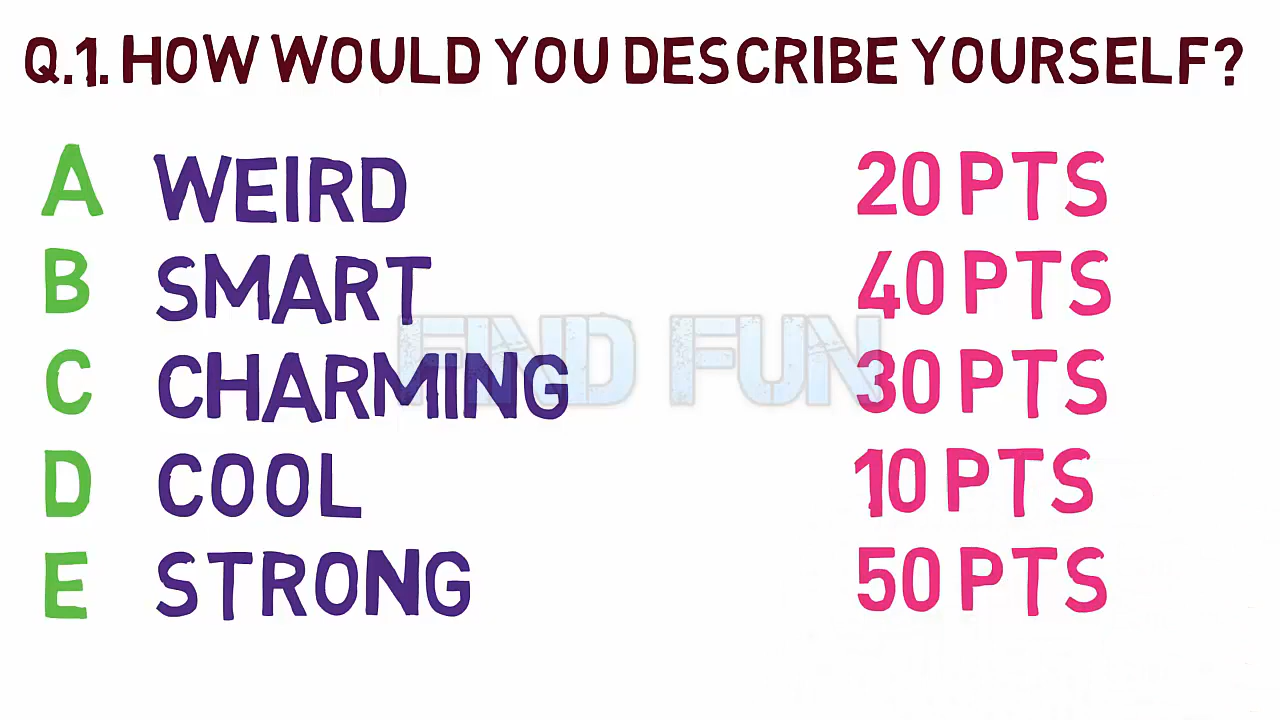 Q.1. HOW WOULD YOU DESCRIBE YOURSELF?
A WEIRD 20 PTS
B SMART 40 PTS
FIND FUN
C CHARMING 30 PTS
D COOL 10 PTS
E STRONG 50 PTS